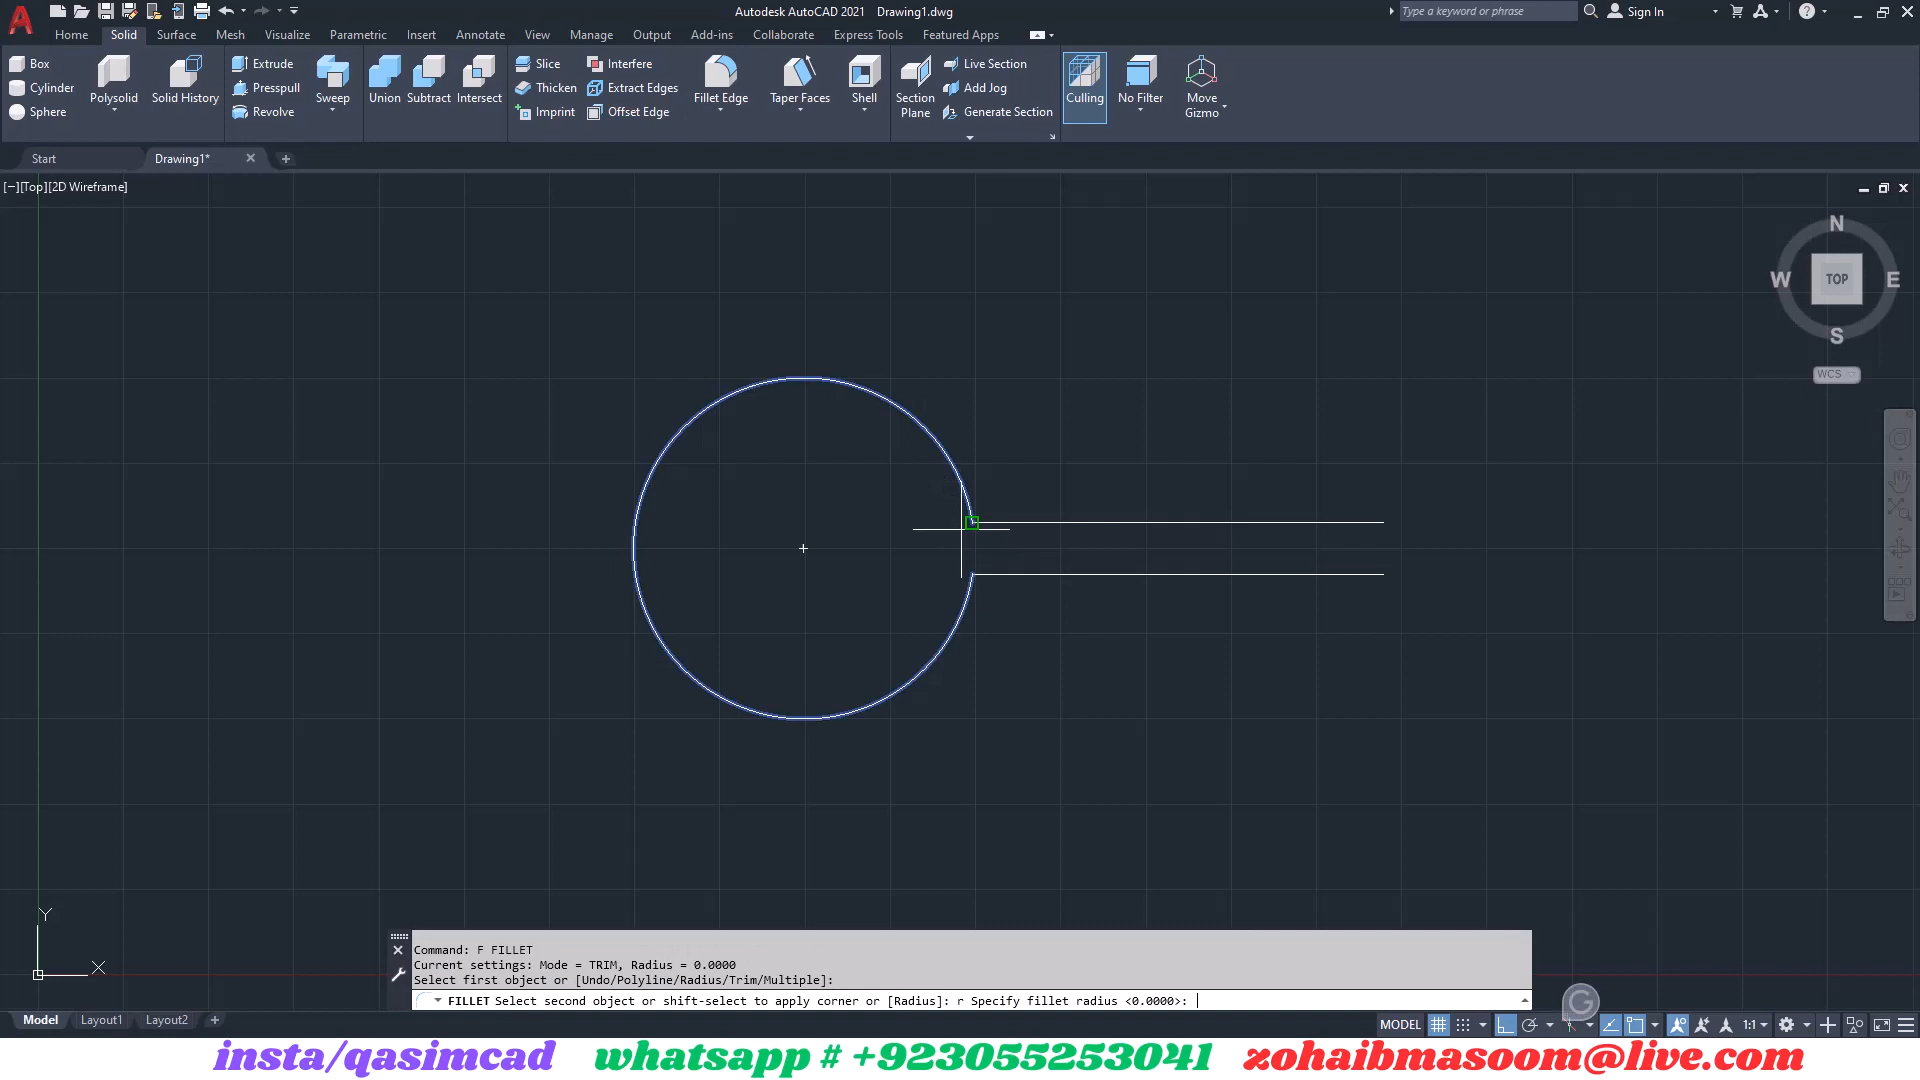 Autodesk AutoCAD 2021 Drawing1.dwg
Type a keyword or phrase
Sign In
Home Solid Surface Mesh Visualize Parametric Insert Annotate View Manage Output Add-ins Collaborate Express Tools Featured Apps
Box
Cylinder
Sphere
Polysolid
Solid History
Extrude
Presspull
Revolve
Sweep
Union
Subtract
Intersect
Slice
Thicken
Imprint
Interfere
Extract Edges
Offset Edge
Fillet Edge
Taper Faces
Shell
Section
Plane
Live Section
Add Jog
Generate Section
Culling
No Filter
Move
Gizmo
Start
Drawing1*
[−][Top][2D Wireframe]
N
W TOP E
S
WCS
Y
X
Command: F FILLET
Current settings: Mode = TRIM, Radius = 0.0000
Select first object or [Undo/Polyline/Radius/Trim/Multiple]:
FILLET Select second object or shift-select to apply corner or [Radius]: r Specify fillet radius <0.0000>:
G
Model Layout1 Layout2
MODEL
1:1
insta/qasimcad whatsapp # +923055253041 zohaibmasoom@live.com